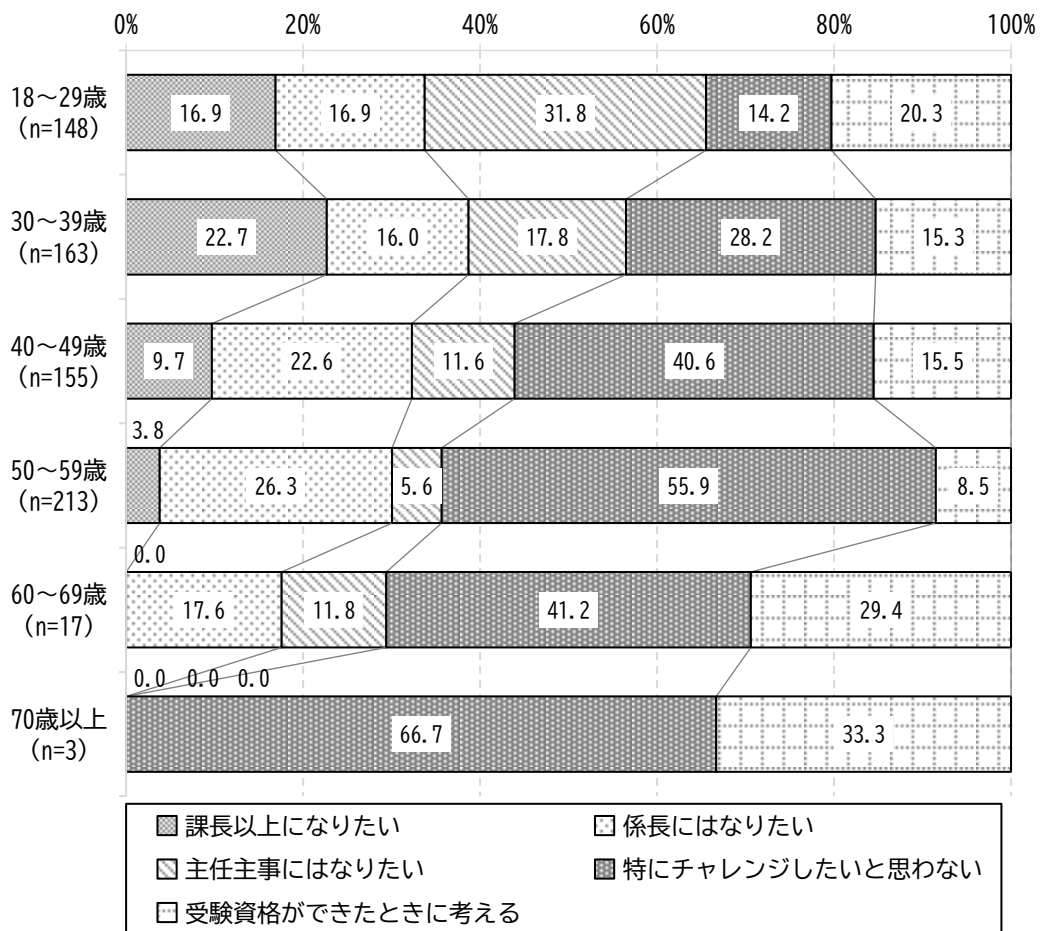 0% 20% 40% 60% 80% 100%
18～29歳
(n=148)
16.9 16.9 31.8 14.2 20.3
30～39歳
(n=163)
22.7 16.0 17.8 28.2 15.3
40～49歳
(n=155)
9.7 22.6 11.6 40.6 15.5
3.8
50～59歳
(n=213)
26.3 5.6 55.9 8.5
0.0
60～69歳
(n=17)
17.6 11.8 41.2 29.4
0.0 0.0 0.0
70歳以上
(n=3)
66.7 33.3
課長以上になりたい 係長にはなりたい
主任主事にはなりたい 特にチャレンジしたいと思わない
受験資格ができたときに考える